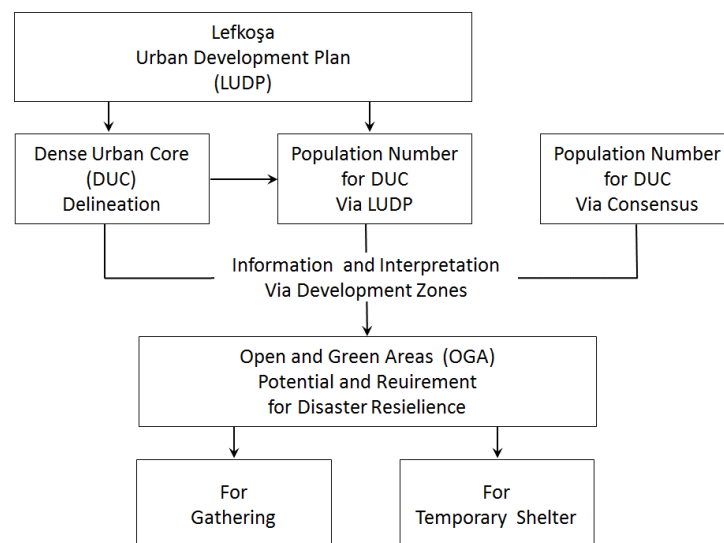 Lefkoşa
Urban Development Plan
(LUDP)
Dense Urban Core
(DUC)
Delineation
Population Number
for DUC
Via LUDP
Population Number
for DUC
Via Consensus
Information and Interpretation
Via Development Zones
Open and Green Areas (OGA)
Potential and Reuirement
for Disaster Resielience
For
Gathering
For
Temporary Shelter